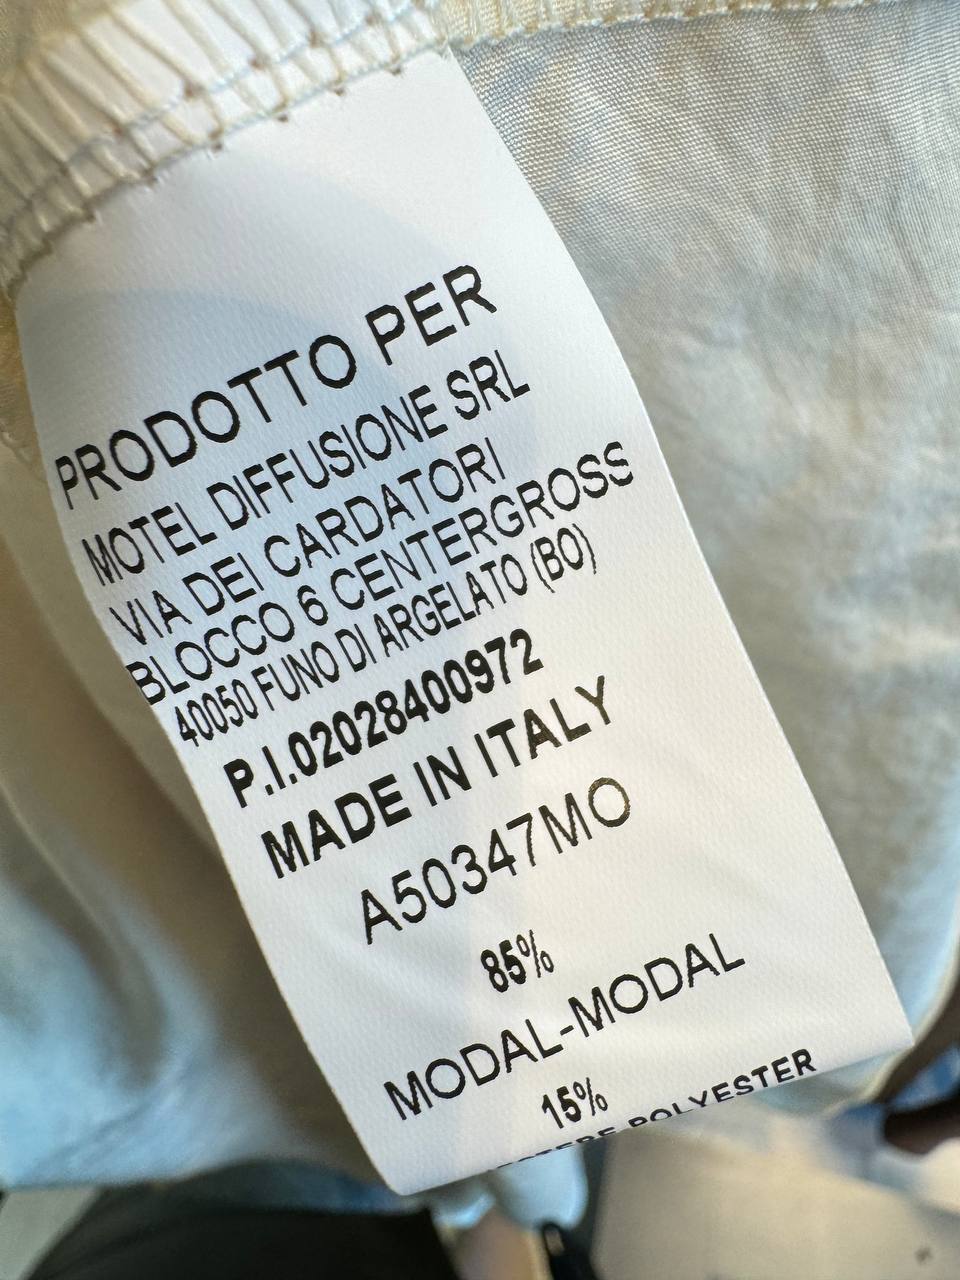 PRODOTTO PER
MOTEL DIFFUSIONE SRL
VIA DEI CARDATORI
BLOCCO 6 CENTERGROSS
40050 FUNO DI ARGELATO (BO)
P.I.02028400972
MADE IN ITALY
A50347MO
85%
MODAL-MODAL
15%
POLYESTER